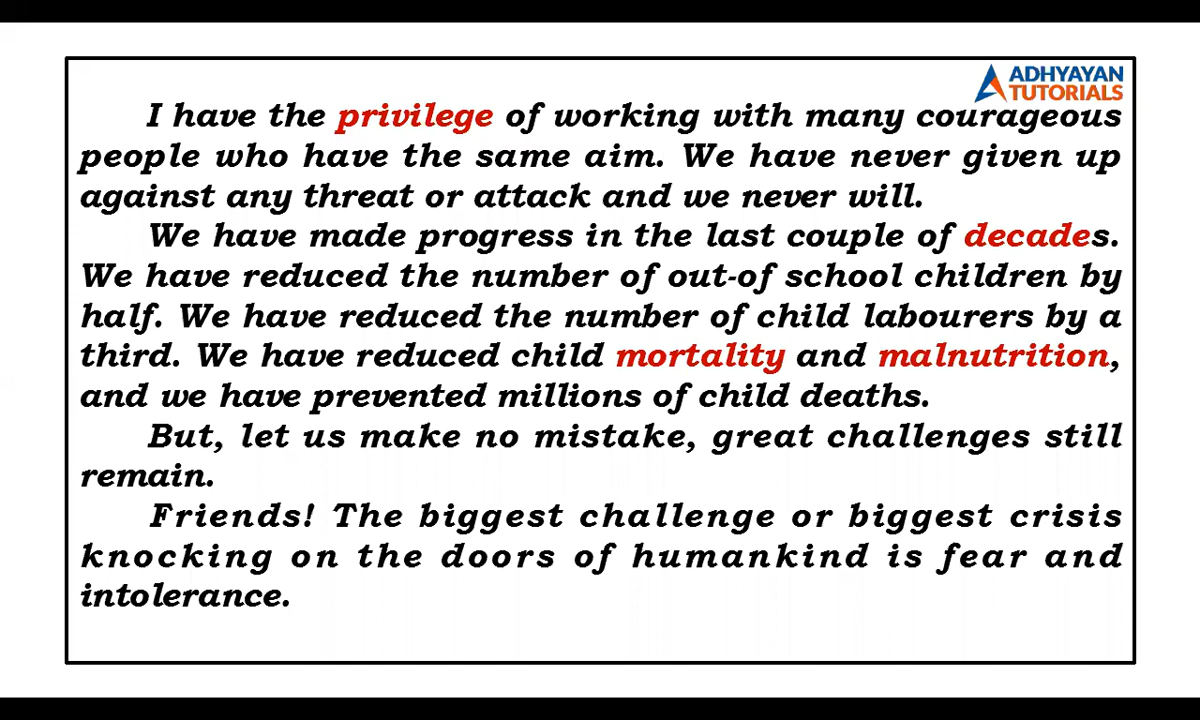 ADHYAYAN
TUTORIALS
I have the privilege of working with many courageous
people who have the same aim. We have never given up
against any threat or attack and we never will.
We have made progress in the last couple of decades.
We have reduced the number of out-of school children by
half. We have reduced the number of child labourers by a
third. We have reduced child mortality and malnutrition,
and we have prevented millions of child deaths.
But, let us make no mistake, great challenges still
remain.
Friends! The biggest challenge or biggest crisis
knocking on the doors of humankind is fear and
intolerance.